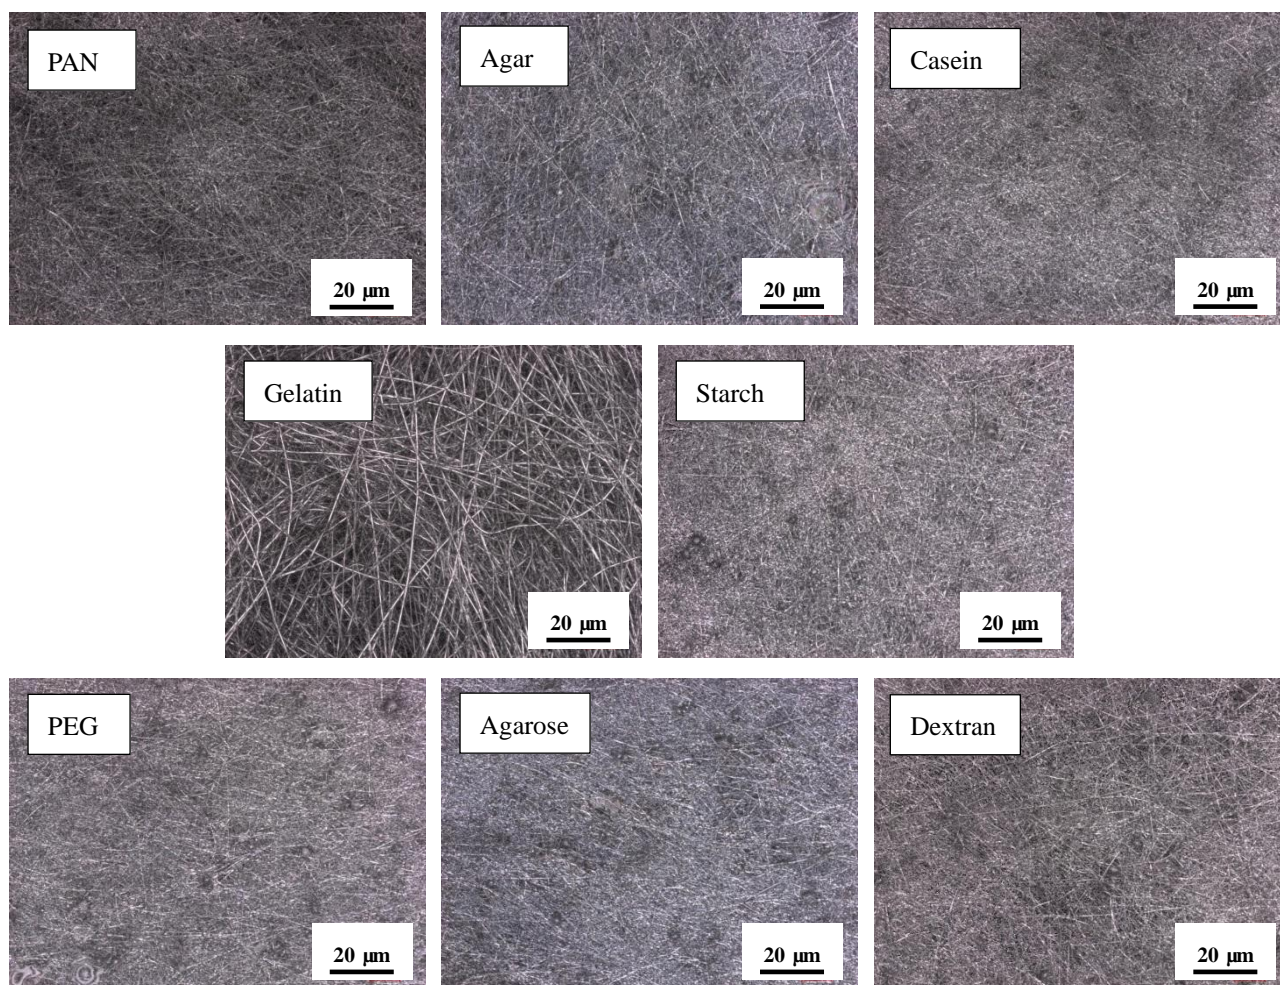 PAN
Agar
Casein
20 µm
20 µm
20 µm
Gelatin
Starch
20 µm
20 µm
PEG
Agarose
Dextran
20 µm
20 µm
20 µm